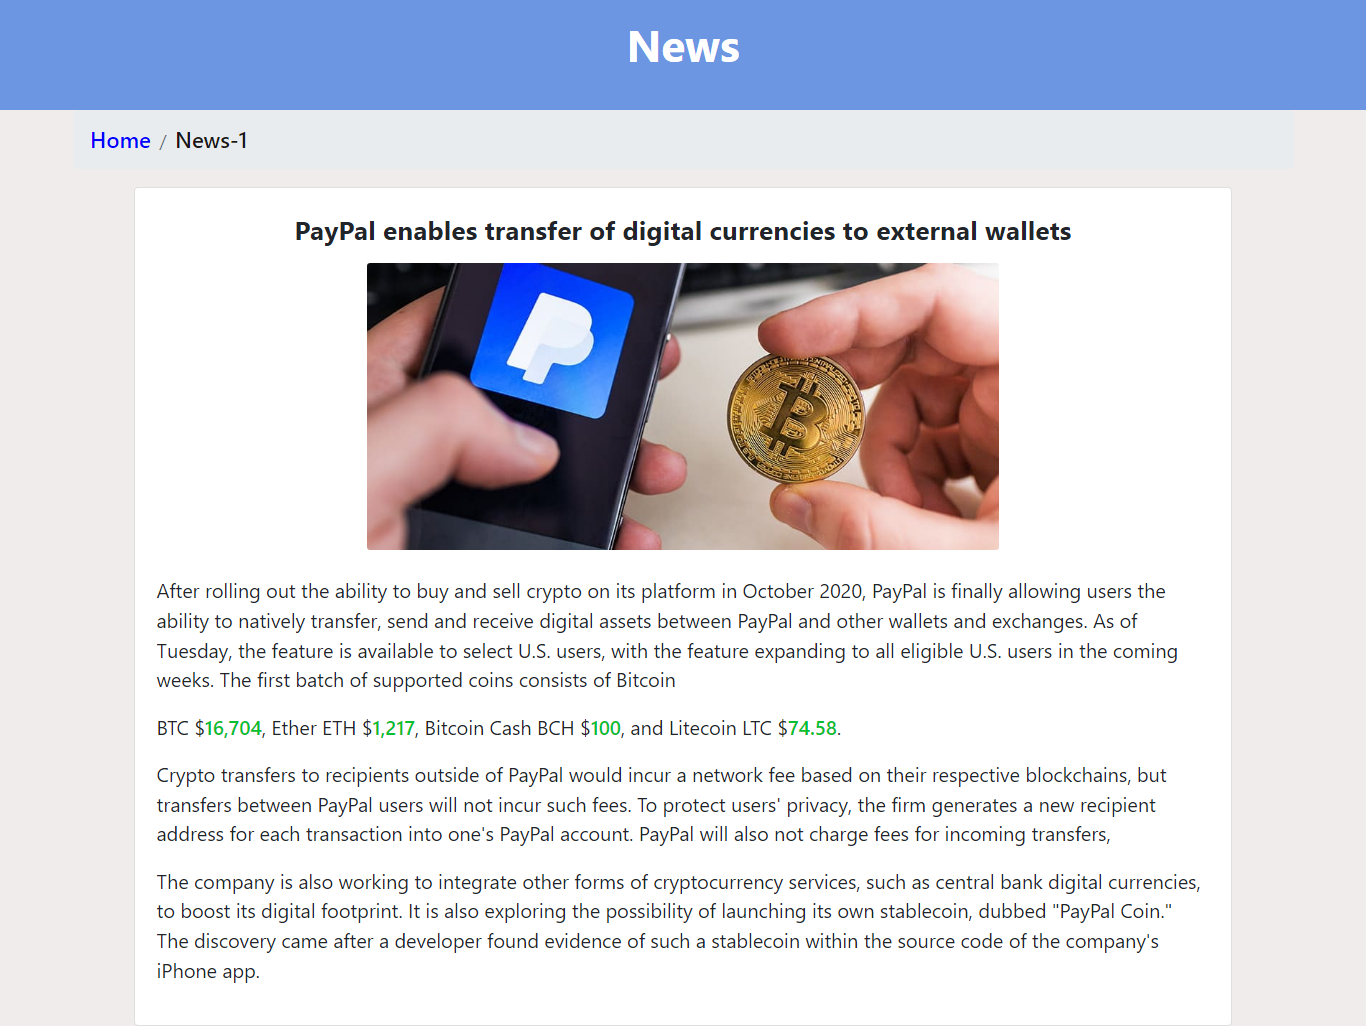 News
Home / News-1
PayPal enables transfer of digital currencies to external wallets
After rolling out the ability to buy and sell crypto on its platform in October 2020, PayPal is finally allowing users the
ability to natively transfer, send and receive digital assets between PayPal and other wallets and exchanges. As of
Tuesday, the feature is available to select U.S. users, with the feature expanding to all eligible U.S. users in the coming
weeks. The first batch of supported coins consists of Bitcoin
BTC $16,704, Ether ETH $1,217, Bitcoin Cash BCH $100, and Litecoin LTC $74.58.
Crypto transfers to recipients outside of PayPal would incur a network fee based on their respective blockchains, but
transfers between PayPal users will not incur such fees. To protect users' privacy, the firm generates a new recipient
address for each transaction into one's PayPal account. PayPal will also not charge fees for incoming transfers,
The company is also working to integrate other forms of cryptocurrency services, such as central bank digital currencies,
to boost its digital footprint. It is also exploring the possibility of launching its own stablecoin, dubbed "PayPal Coin."
The discovery came after a developer found evidence of such a stablecoin within the source code of the company's
iPhone app.